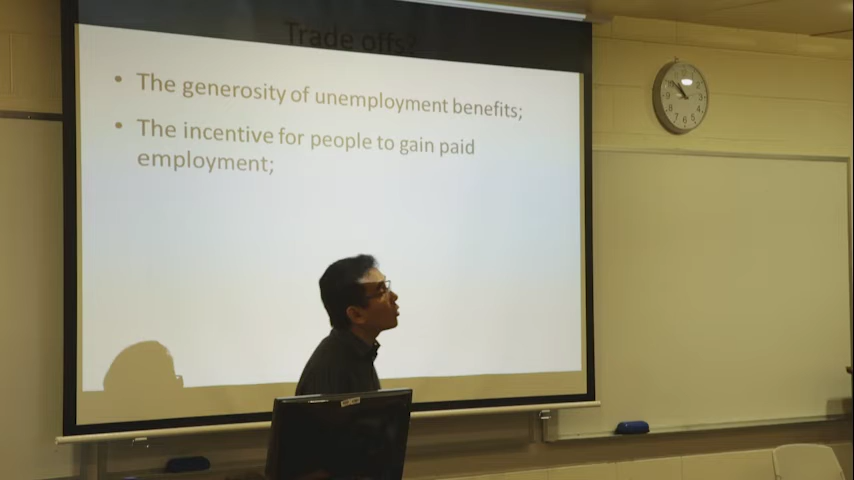 Trade offs?
• The generosity of unemployment benefits;
• The incentive for people to gain paid
employment;